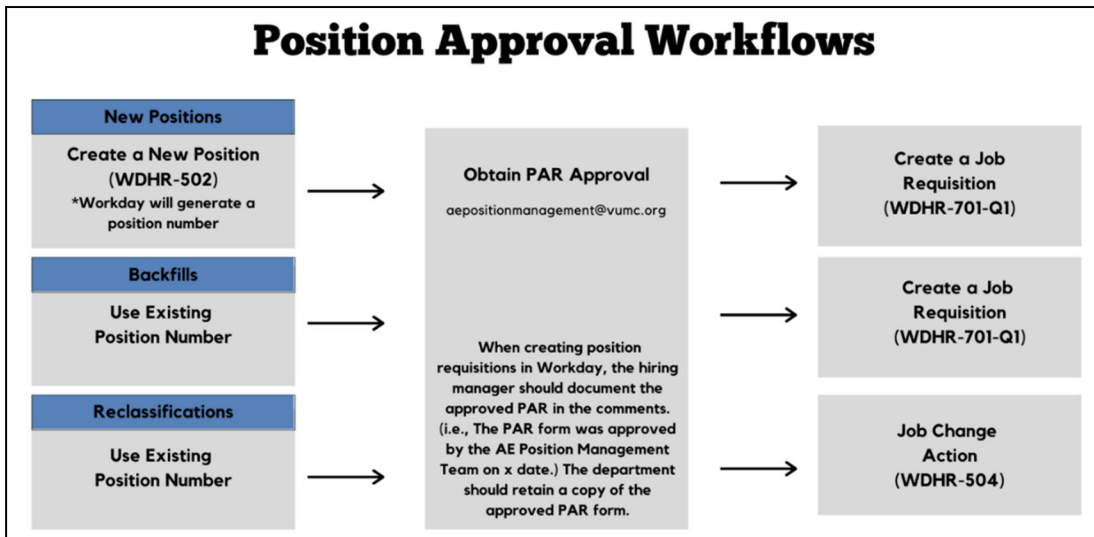 Position Approval Workflows
New Positions
Create a New Position
(WDHR-502)
*Workday will generate a
position number
Backfills
Use Existing
Position Number
Reclassifications
Use Existing
Position Number
Obtain PAR Approval
aepositionmanagement@vumc.org
When creating position
requisitions in Workday, the hiring
manager should document the
approved PAR in the comments.
(i.e., The PAR form was approved
by the AE Position Management
Team on x date.) The department
should retain a copy of the
approved PAR form.
Create a Job
Requisition
(WDHR-701-Q1)
Create a Job
Requisition
(WDHR-701-Q1)
Job Change
Action
(WDHR-504)